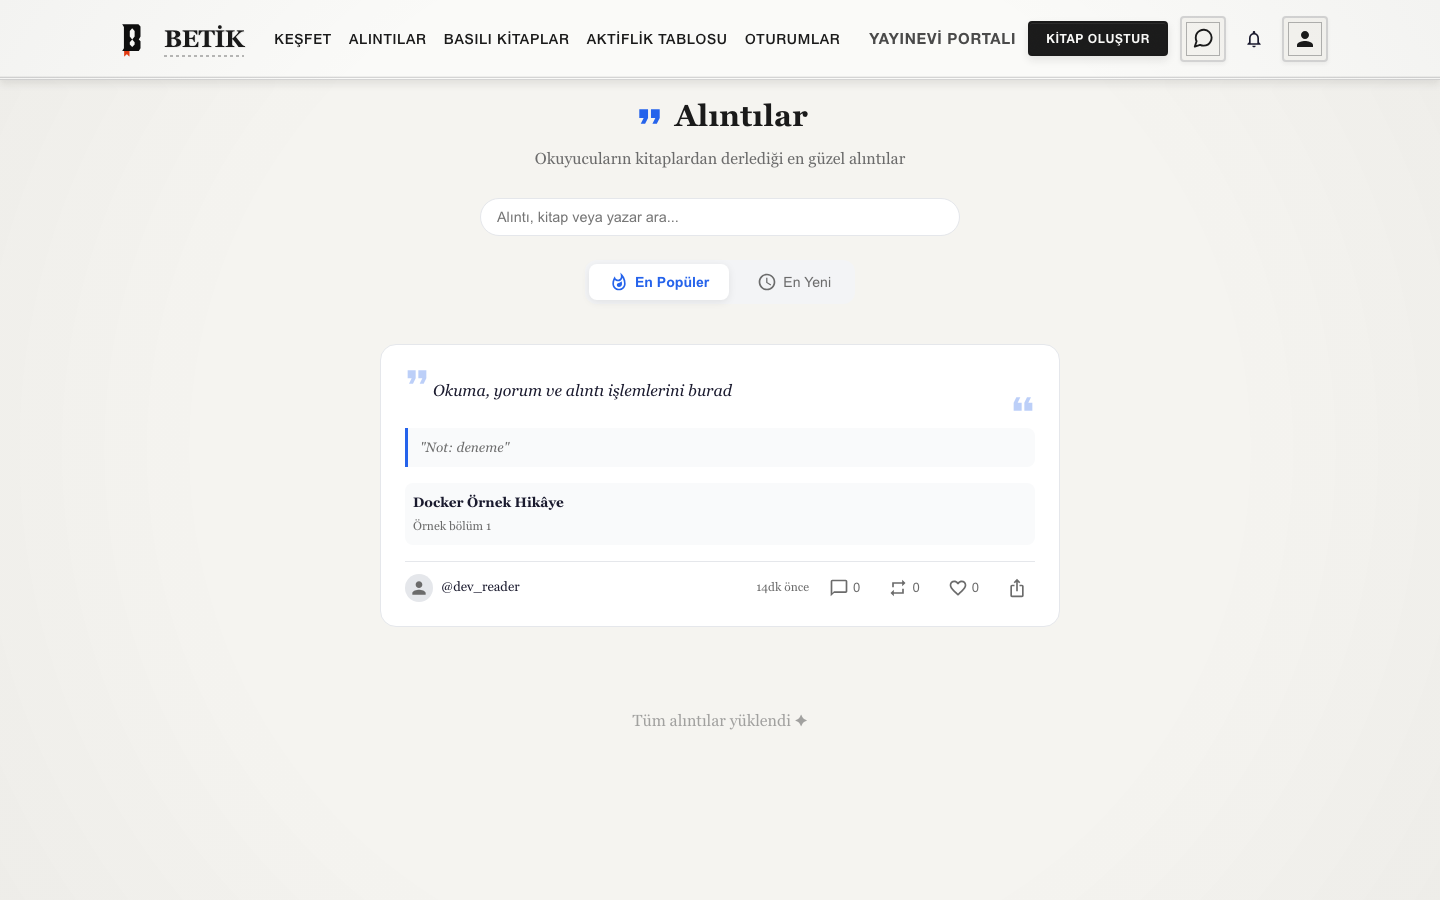 BETİK
KEŞFET ALINTILAR BASILI KİTAPLAR AKTİFLİK TABLOSU OTURUMLAR YAYINEVİ PORTALI KİTAP OLUŞTUR
Alıntılar
Okuyucuların kitaplardan derlediği en güzel alıntılar
Alıntı, kitap veya yazar ara...
En Popüler En Yeni
Okuma, yorum ve alıntı işlemlerini burad
"Not: deneme"
Docker Örnek Hikâye
Örnek bölüm 1
@dev_reader 14dk önce 0 0 0
Tüm alıntılar yüklendi ✦